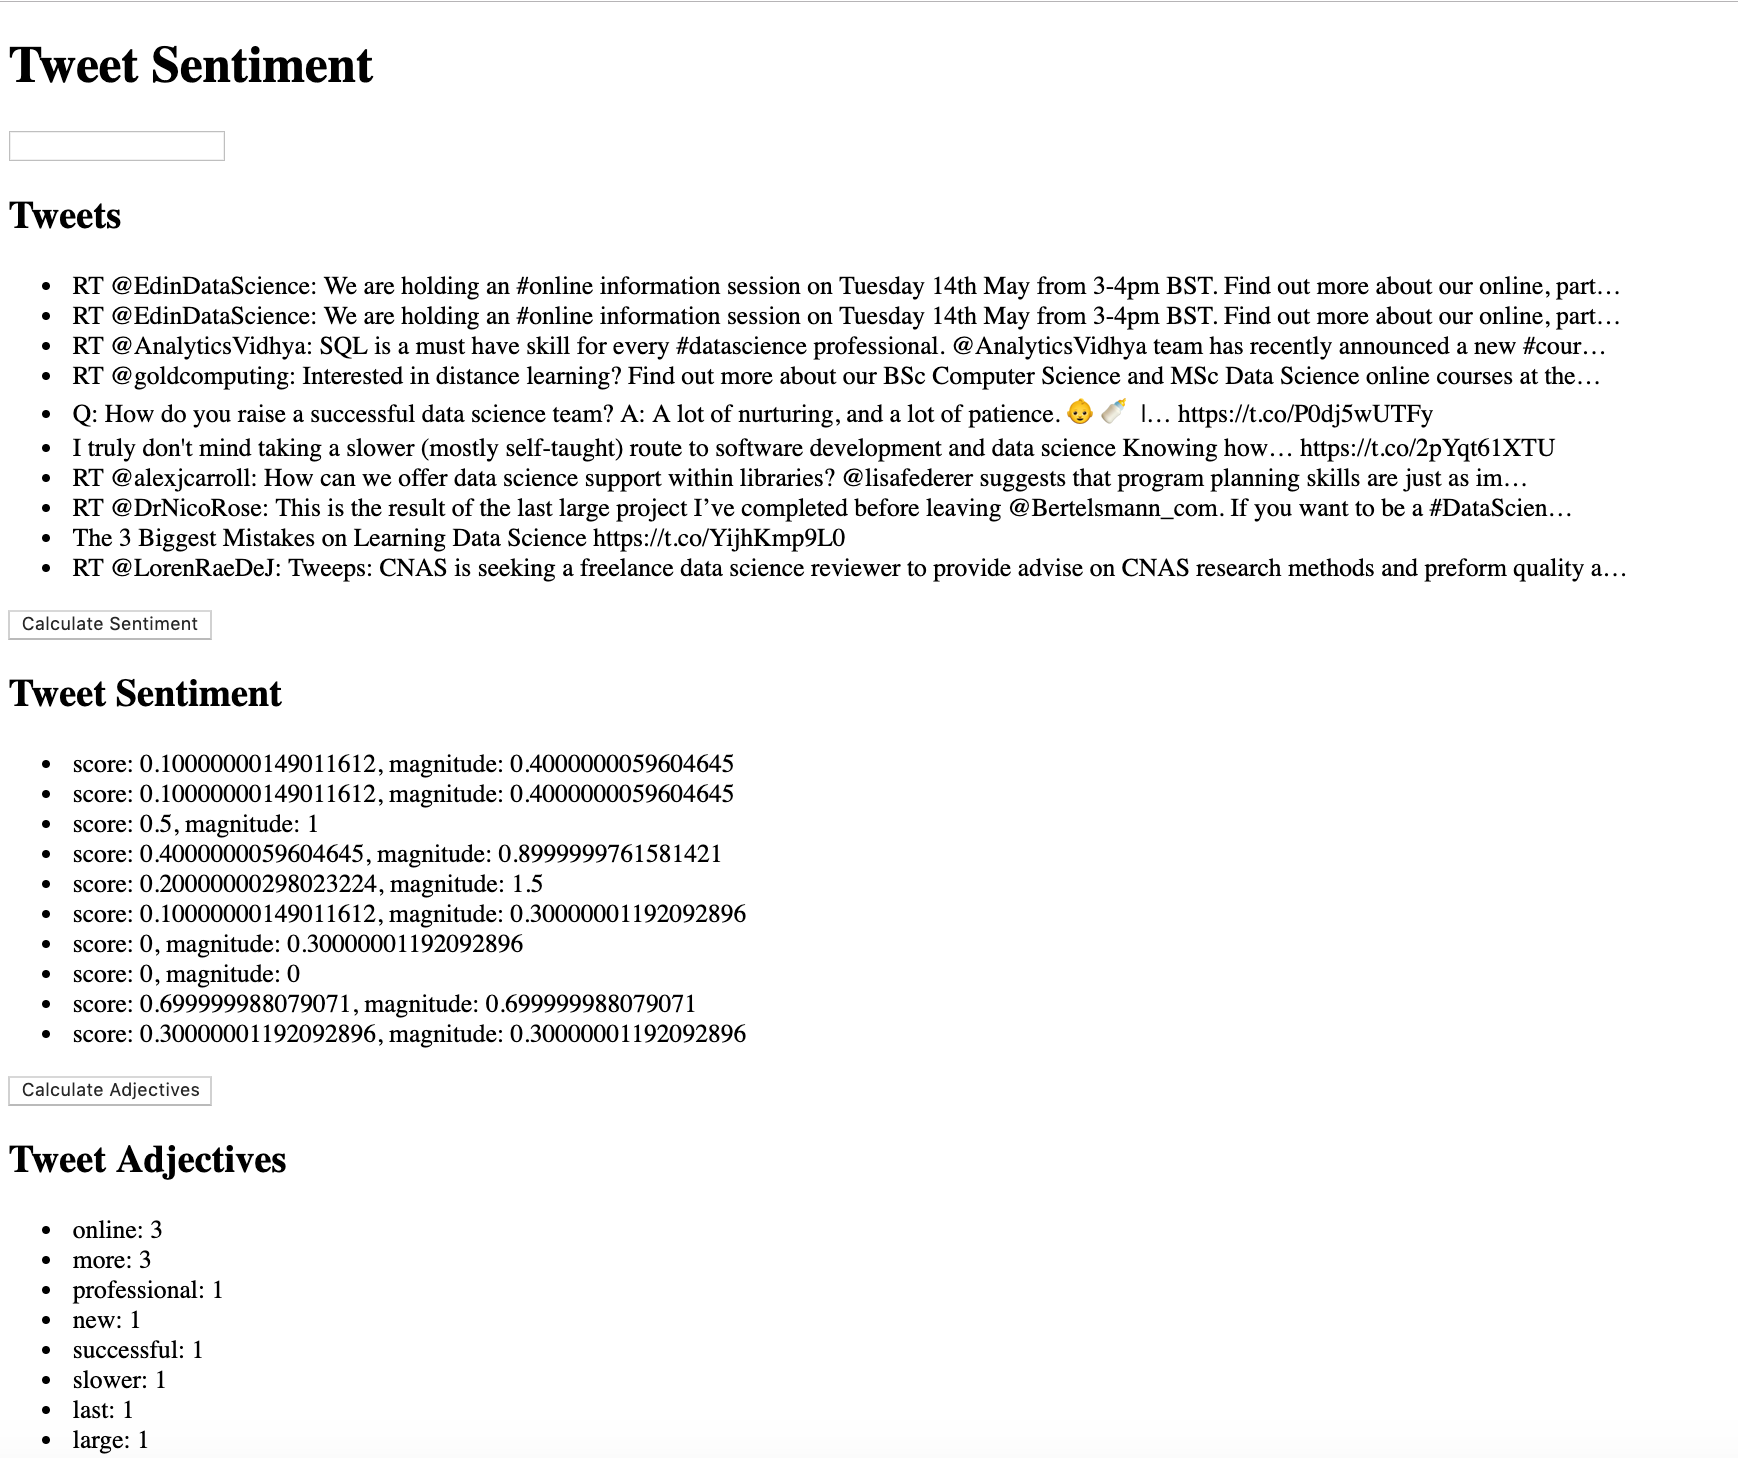 Tweet Sentiment
Tweets
RT @EdinDataScience: We are holding an #online information session on Tuesday 14th May from 3-4pm BST. Find out more about our online, part…
RT @EdinDataScience: We are holding an #online information session on Tuesday 14th May from 3-4pm BST. Find out more about our online, part…
RT @AnalyticsVidhya: SQL is a must have skill for every #datascience professional. @AnalyticsVidhya team has recently announced a new #cour…
RT @goldcomputing: Interested in distance learning? Find out more about our BSc Computer Science and MSc Data Science online courses at the…
Q: How do you raise a successful data science team? A: A lot of nurturing, and a lot of patience. 👶 🍼 |… https://t.co/P0dj5wUTFy
I truly don't mind taking a slower (mostly self-taught) route to software development and data science Knowing how… https://t.co/2pYqt61XTU
RT @alexjcarroll: How can we offer data science support within libraries? @lisafederer suggests that program planning skills are just as im…
RT @DrNicoRose: This is the result of the last large project I’ve completed before leaving @Bertelsmann_com. If you want to be a #DataScien…
The 3 Biggest Mistakes on Learning Data Science https://t.co/YijhKmp9L0
RT @LorenRaeDeJ: Tweeps: CNAS is seeking a freelance data science reviewer to provide advise on CNAS research methods and preform quality a…
Calculate Sentiment
Tweet Sentiment
score: 0.10000000149011612, magnitude: 0.4000000059604645
score: 0.10000000149011612, magnitude: 0.4000000059604645
score: 0.5, magnitude: 1
score: 0.4000000059604645, magnitude: 0.8999999761581421
score: 0.20000000298023224, magnitude: 1.5
score: 0.10000000149011612, magnitude: 0.30000001192092896
score: 0, magnitude: 0.30000001192092896
score: 0, magnitude: 0
score: 0.699999988079071, magnitude: 0.699999988079071
score: 0.30000001192092896, magnitude: 0.30000001192092896
Calculate Adjectives
Tweet Adjectives
online: 3
more: 3
professional: 1
new: 1
successful: 1
slower: 1
last: 1
large: 1